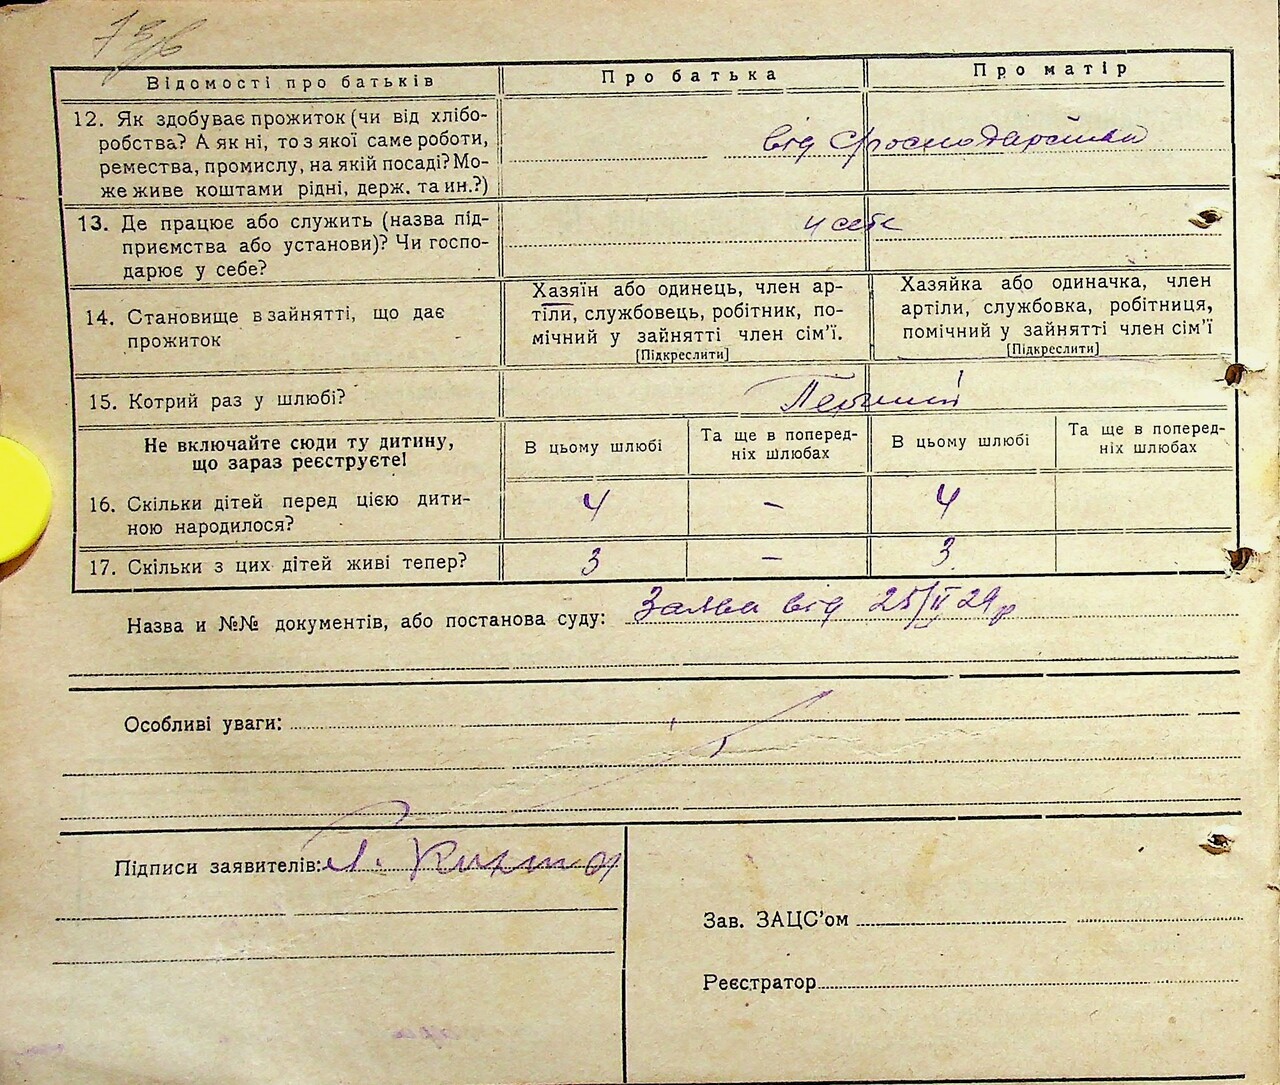 Відомості про батьків
Про батька
Про матір
12. Як здобуває прожиток (чи від хлібо-
робства? А як ні, то з якої саме роботи,
ремества, промислу, на якій посаді? Мо-
же живе коштами рідні, держ. та ин.?)
від
13. Де працює або служить (назва під-
приємства або установи)? Чи госпо-
дарює у себе?
у себе
14. Становище в зайнятті, що дає
прожиток
Хазяїн або одинець, член ар-
тіли, службовець, робітник, по-
мічний у зайнятті член сім'ї.
[Підкреслити]
Хазяйка або одиначка, член
артіли, службовка, робітниця,
помічний у зайнятті член сім'ї
[Підкреслити]
15. Котрий раз у шлюбі?
Перший
Не включайте сюди ту дитину,
що зараз реєструєте!
В цьому шлюбі
Та ще в поперед-
ніх шлюбах
В цьому шлюбі
Та ще в поперед-
ніх шлюбах
16. Скільки дітей перед цією дити-
ною народилося?
4 – 4
17. Скільки з цих дітей живі тепер?
3 – 3
Назва и №№ документів, або постанова суду: Заява від 25/II 29 р
Особливі уваги:
Підписи заявителів:
Зав. ЗАЦС'ом
Реєстратор